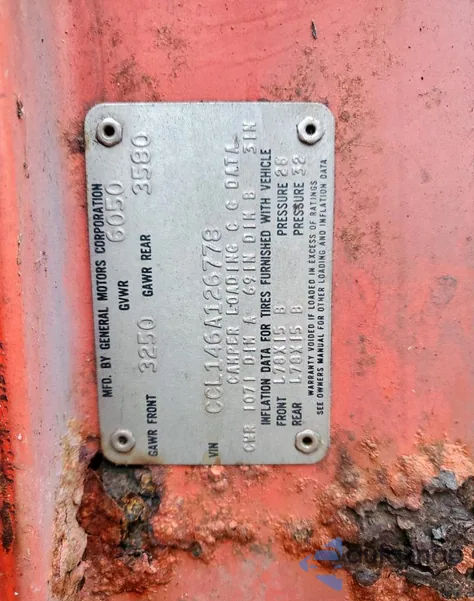 MFD. BY GENERAL MOTORS CORPORATION
GVWR 6050
GAWR FRONT 3250 GAWR REAR 3580
VIN CCL146A126778
CAMPER LOADING C G DATA
CWR 1071 DIM A 69IN DIM B 3IN
INFLATION DATA FOR TIRES FURNISHED WITH VEHICLE
FRONT L78X15 B PRESSURE 26
REAR L78X15 B PRESSURE 32
WARRANTY VOIDED IF LOADED IN EXCESS OF RATINGS
SEE OWNERS MANUAL FOR OTHER LOADING AND INFLATION DATA